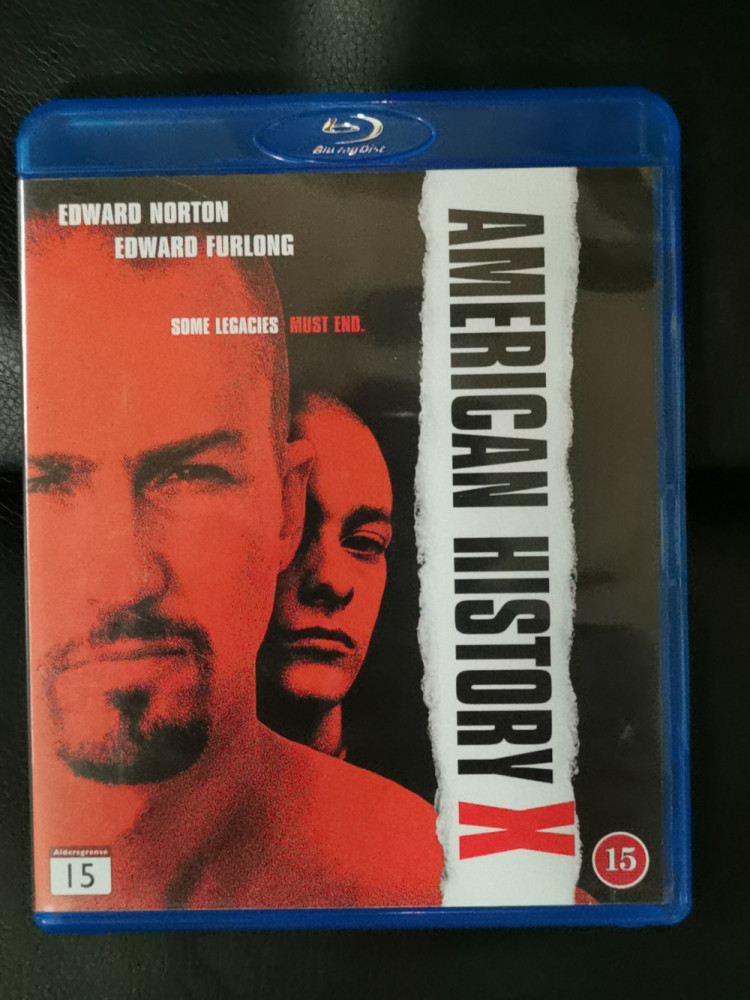 Blu-ray Disc
EDWARD NORTON
EDWARD FURLONG
SOME LEGACIES MUST END.
AMERICAN HISTORY X
Aldersgrense
15
15